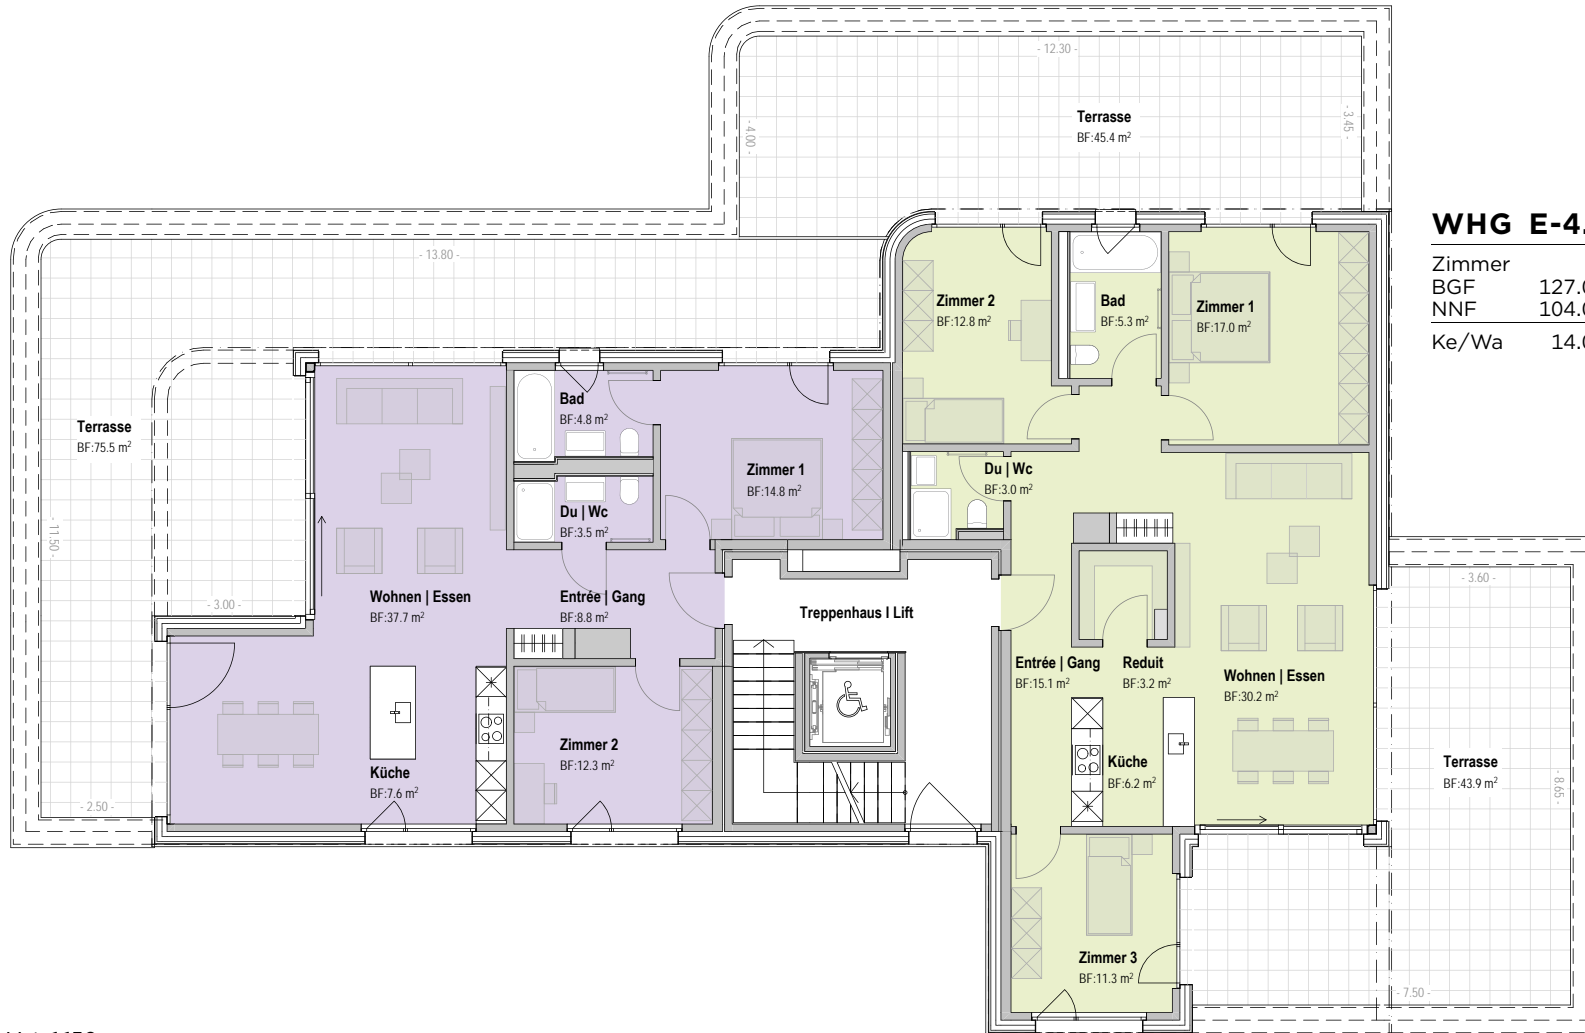 - 12.30 -
- 4.00 -
- 3.45 -
Terrasse
BF:45.4 m²
WHG E-4.
Zimmer
BGF 127.0
NNF 104.0
Ke/Wa 14.0
- 13.80 -
Zimmer 2
BF:12.8 m²
Bad
BF:5.3 m²
Zimmer 1
BF:17.0 m²
Terrasse
BF:75.5 m²
Bad
BF:4.8 m²
Zimmer 1
BF:14.8 m²
Du | Wc
BF:3.0 m²
Du | Wc
BF:3.5 m²
- 11.50 -
- 3.00 -
Wohnen | Essen
BF:37.7 m²
Entrée | Gang
BF:8.8 m²
Treppenhaus I Lift
- 3.60 -
Entrée | Gang
BF:15.1 m²
Reduit
BF:3.2 m²
Wohnen | Essen
BF:30.2 m²
Zimmer 2
BF:12.3 m²
Küche
BF:7.6 m²
Küche
BF:6.2 m²
Terrasse
BF:43.9 m²
- 8.65 -
- 2.50 -
Zimmer 3
BF:11.3 m²
- 7.50 -